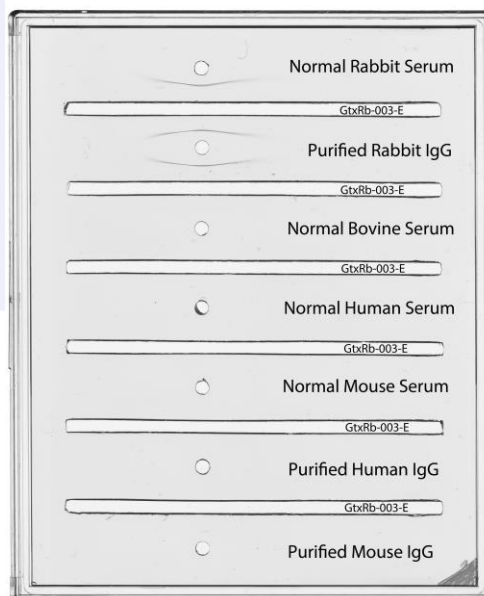 Normal Rabbit Serum
GtxRb-003-E
Purified Rabbit IgG
GtxRb-003-E
Normal Bovine Serum
GtxRb-003-E
Normal Human Serum
GtxRb-003-E
Normal Mouse Serum
GtxRb-003-E
Purified Human IgG
GtxRb-003-E
Purified Mouse IgG